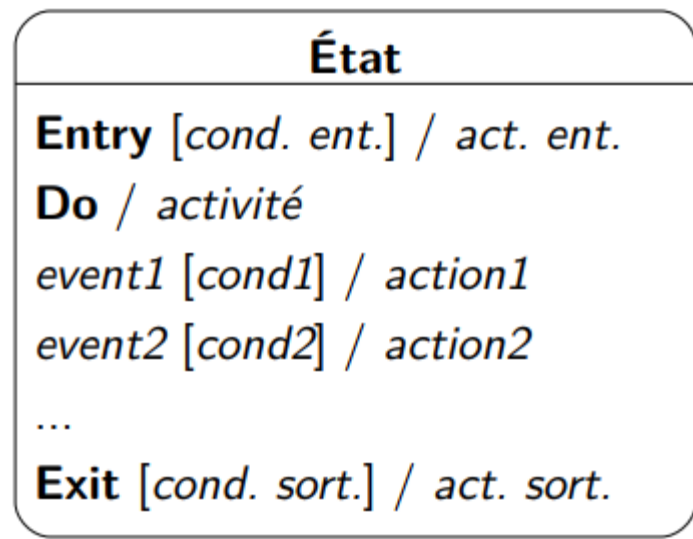 État
Entry [cond. ent.] / act. ent.
Do / activité
event1 [cond1] / action1
event2 [cond2] / action2
...
Exit [cond. sort.] / act. sort.